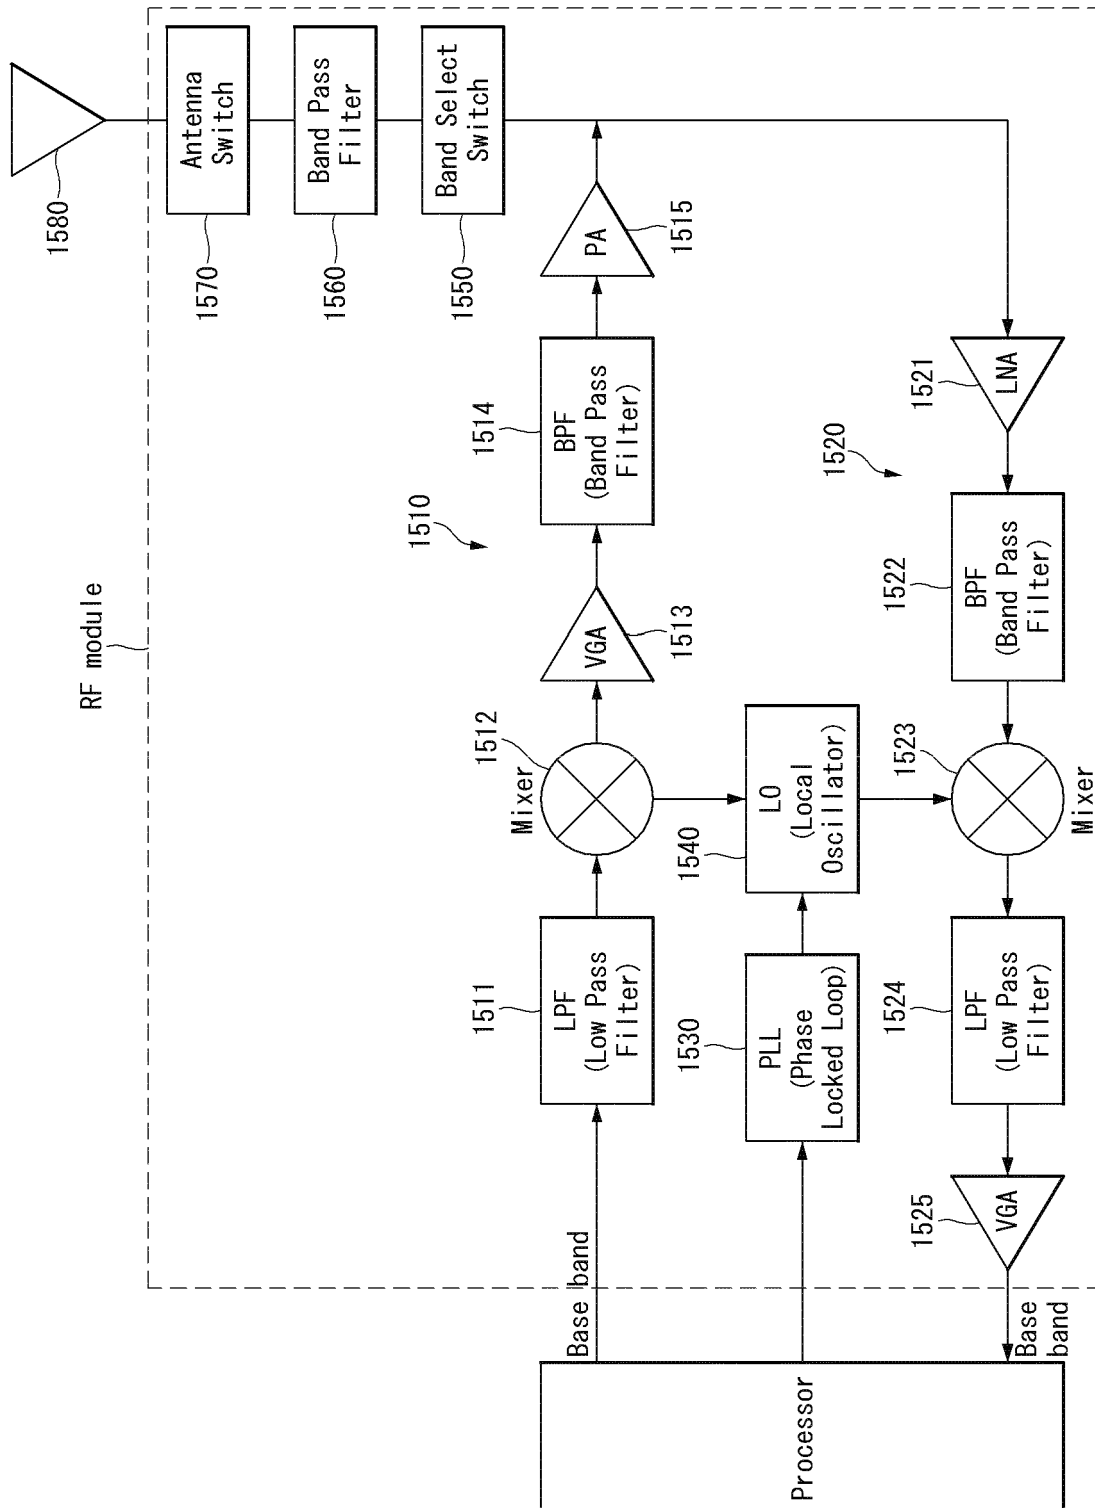 RF module
1580
Antenna
Switch
1570
Band Pass
Filter
1560
Band Select
Switch
1550
Processor
Base band
LPF
(Low Pass
Filter)
1511
Mixer
1512
VGA
1513
1510
BPF
(Band Pass
Filter)
1514
PA
1515
PLL
(Phase
Locked Loop)
1530
LO
(Local
Oscillator)
1540
Base
band
VGA
1525
LPF
(Low Pass
Filter)
1524
Mixer
1523
BPF
(Band Pass
Filter)
1522
1520
LNA
1521